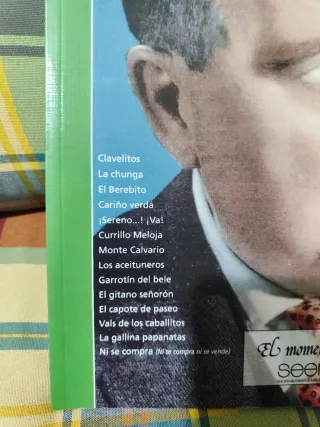 Clavelitos
La chunga
El Berebito
Cariño verda
¡Sereno...! ¡Va!
Currillo Meloja
Monte Calvario
Los aceituneros
Garrotín del bele
El gitano señorón
El capote de paseo
Vals de los caballitos
La gallina papanatas
Ni se compra (Ni se compra ni se vende)
El mome
seem